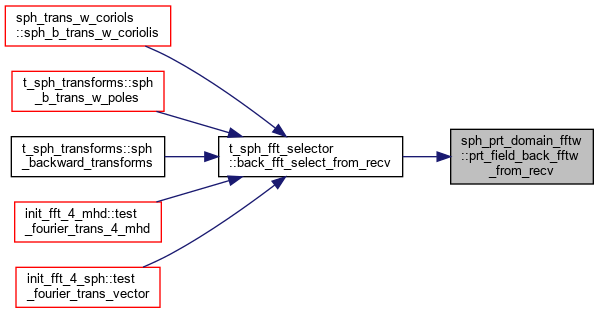 sph_trans_w_coriols
::sph_b_trans_w_coriolis
t_sph_transforms::sph
_b_trans_w_poles
t_sph_transforms::sph
_backward_transforms
init_fft_4_mhd::test
_fourier_trans_4_mhd
init_fft_4_sph::test
_fourier_trans_vector
t_sph_fft_selector
::back_fft_select_from_recv
sph_prt_domain_fftw
::prt_field_back_fftw
_from_recv